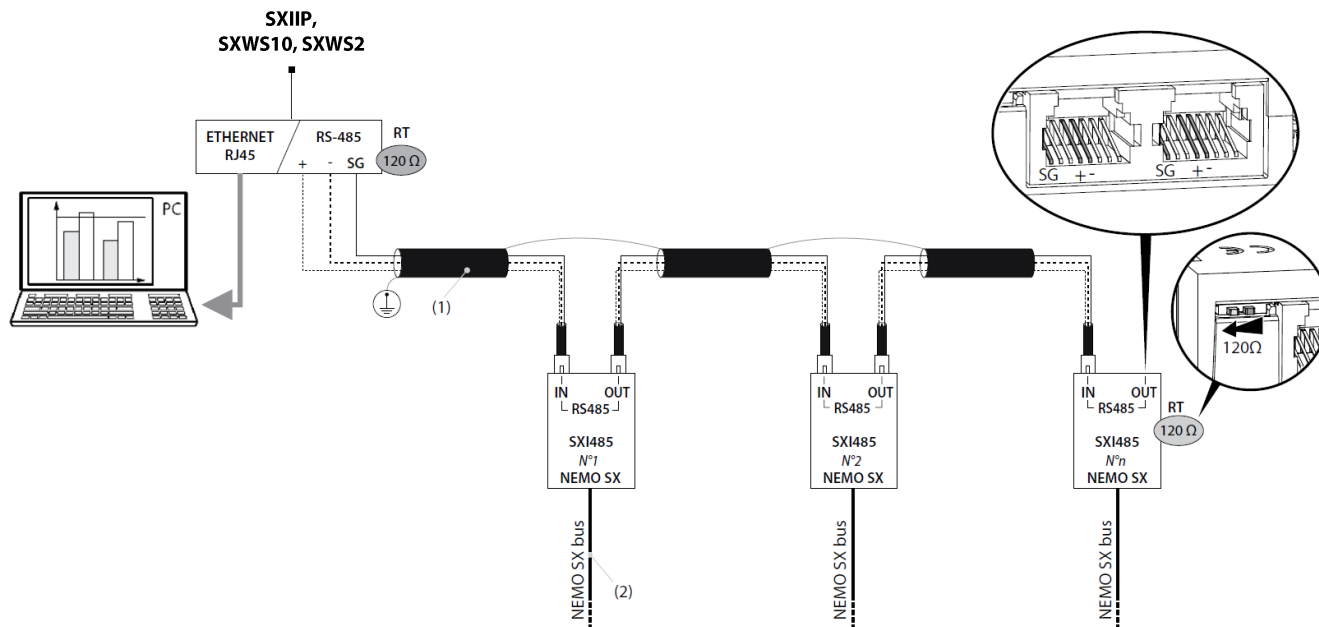 SXIIP,
SXWS10, SXWS2
ETHERNET
RJ45
RS-485
+ - SG
RT
120 Ω
PC
(1)
SG + -
SG + -
120Ω
IN OUT
RS485
SXI485
N°1
NEMO SX
IN OUT
RS485
SXI485
N°2
NEMO SX
IN OUT
RS485
SXI485
N°n
NEMO SX
RT
120 Ω
NEMO SX bus
(2)
NEMO SX bus
NEMO SX bus